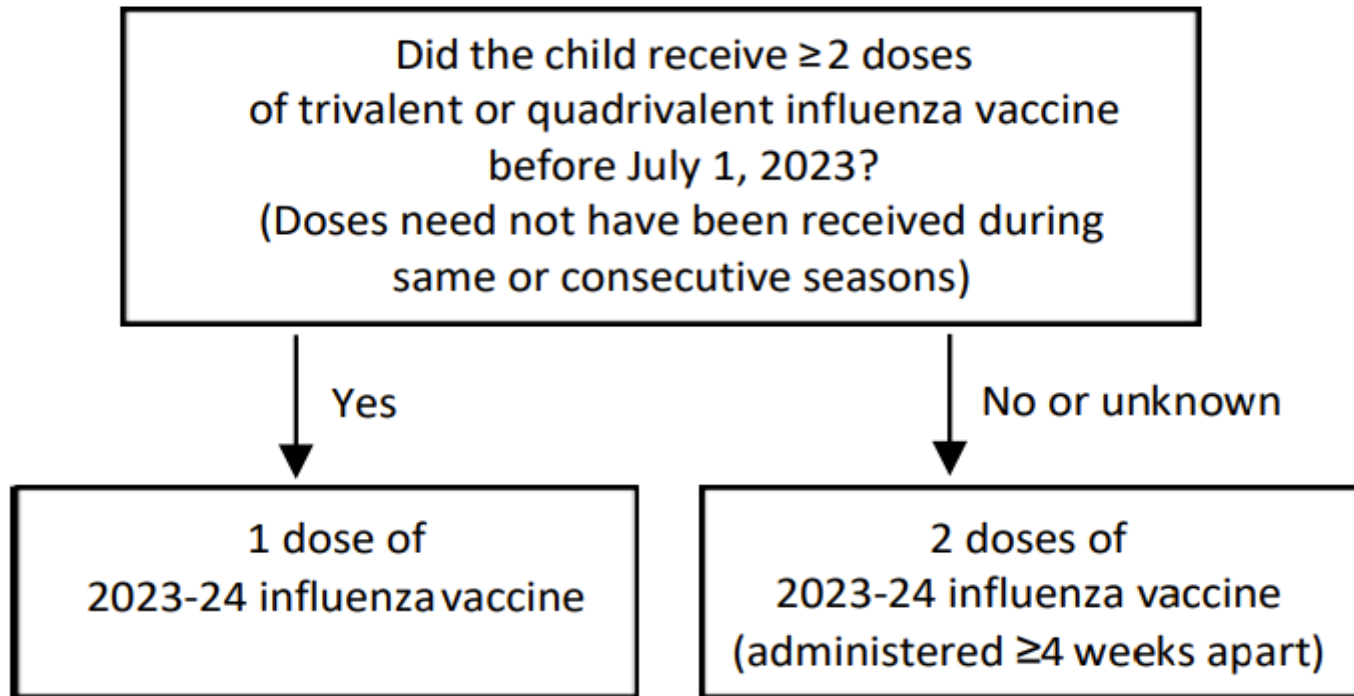 Did the child receive ≥2 doses
of trivalent or quadrivalent influenza vaccine
before July 1, 2023?
(Doses need not have been received during
same or consecutive seasons)
Yes
No or unknown
1 dose of
2023-24 influenza vaccine
2 doses of
2023-24 influenza vaccine
(administered ≥4 weeks apart)